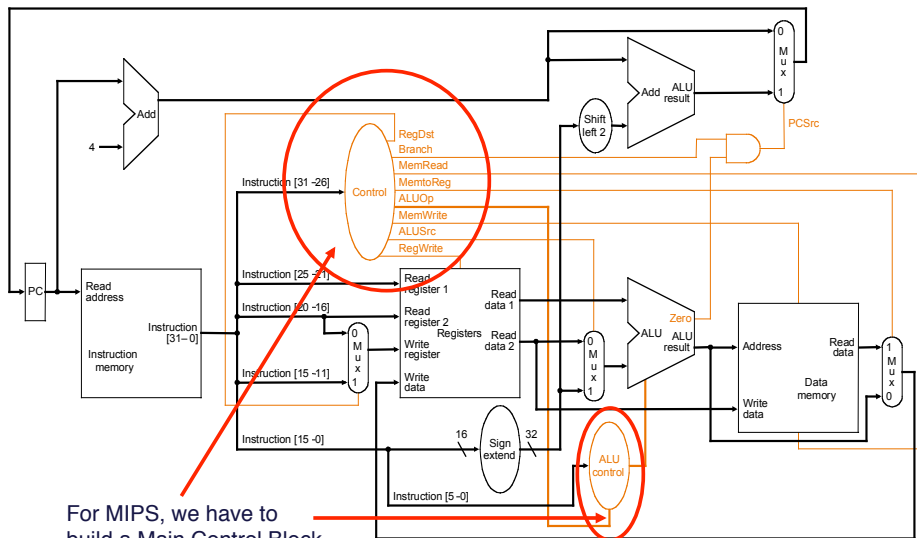 0
M
u
x
1
Add
ALU
result
Add
Shift
left 2
PCSrc
4
RegDst
Branch
MemRead
MemtoReg
ALUOp
MemWrite
ALUSrc
RegWrite
Control
Instruction [31 -26]
PC
Read
address
Instruction
[31– 0]
Instruction
memory
Instruction [25 -21]
Instruction [20 -16]
Instruction [15 -11]
0
M
u
x
1
Read
register 1
Read
register 2
Registers
Write
register
Write
data
Read
data 1
Read
data 2
0
M
u
x
1
Zero
ALU
ALU
result
Address
Read
data
Data
memory
Write
data
1
M
u
x
0
Instruction [15 -0]
16
Sign
extend
32
ALU
control
Instruction [5 -0]
For MIPS, we have to
build a Main Control Block